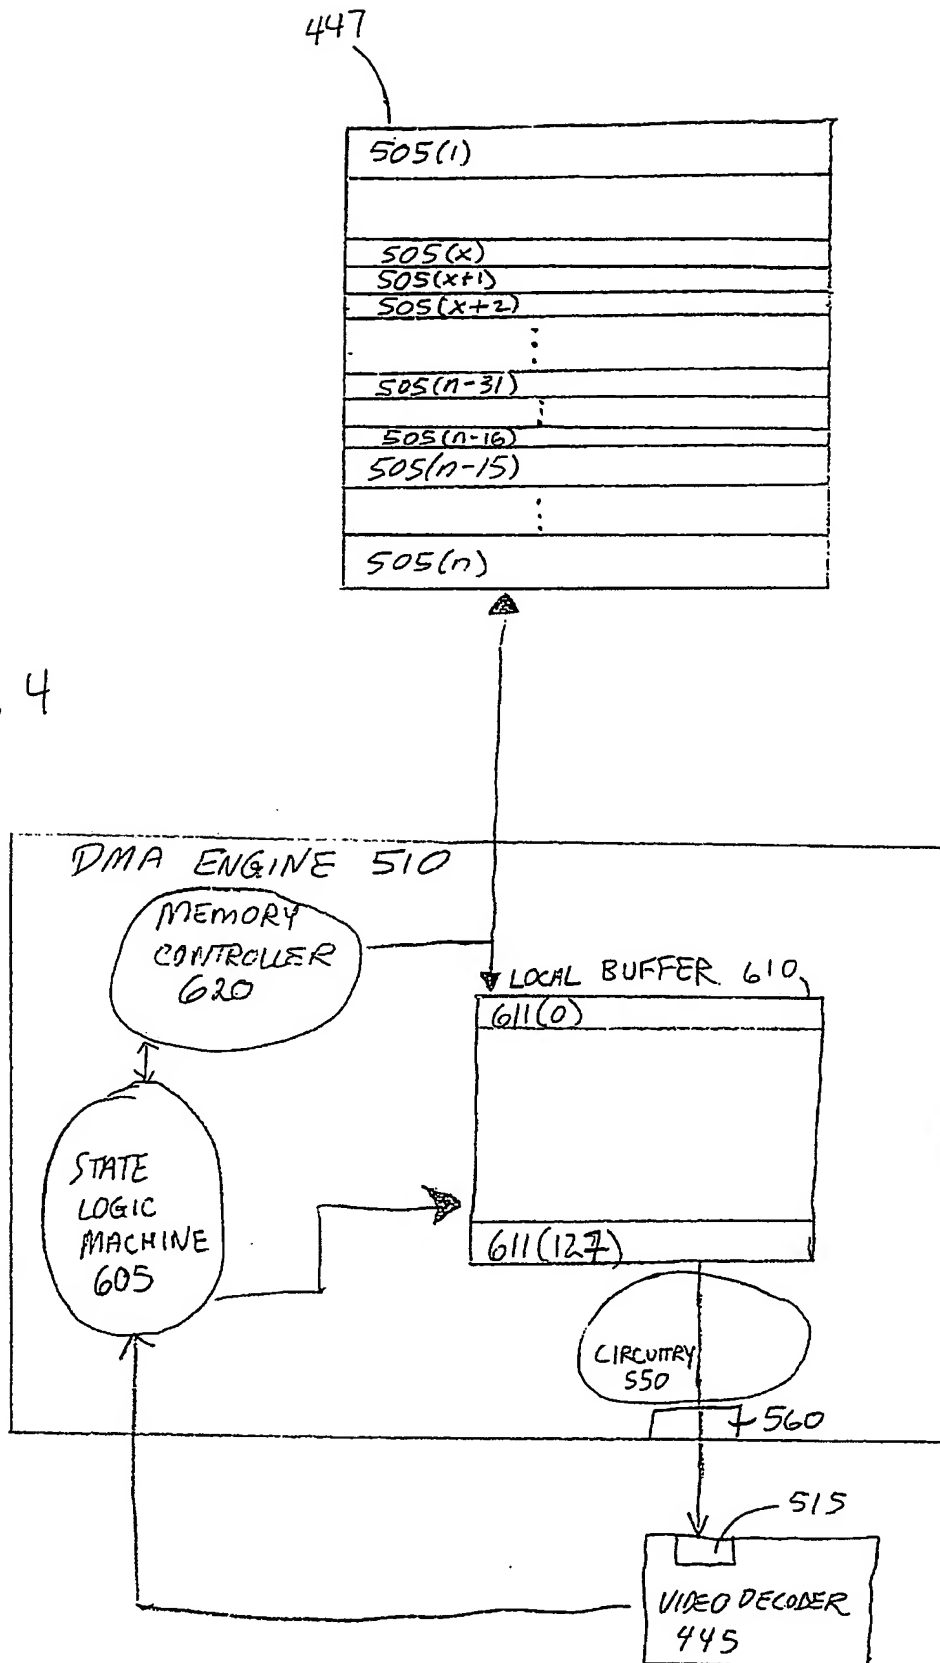 447
505(1)
505(x)
505(x+1)
505(x+2)
505(n-31)
505(n-16)
505(n-15)
505(n)
4
DMA ENGINE 510
MEMORY
CONTROLLER
620
LOCAL BUFFER 610
611(0)
STATE
LOGIC
MACHINE
605
611(127)
CIRCUITRY
550
560
515
VIDEO DECODER
445